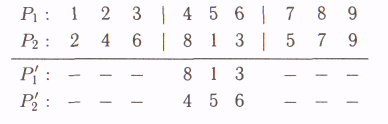 P₁ : 1 2 3 | 4 5 6 | 7 8 9
P₂ : 2 4 6 | 8 1 3 | 5 7 9
P₁′ : – – – 8 1 3 – – –
P₂′ : – – – 4 5 6 – – –